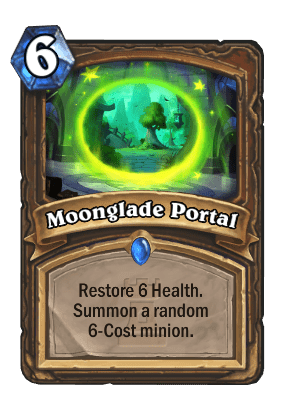 6
Moonglade Portal
Restore 6 Health.
Summon a random
6-Cost minion.